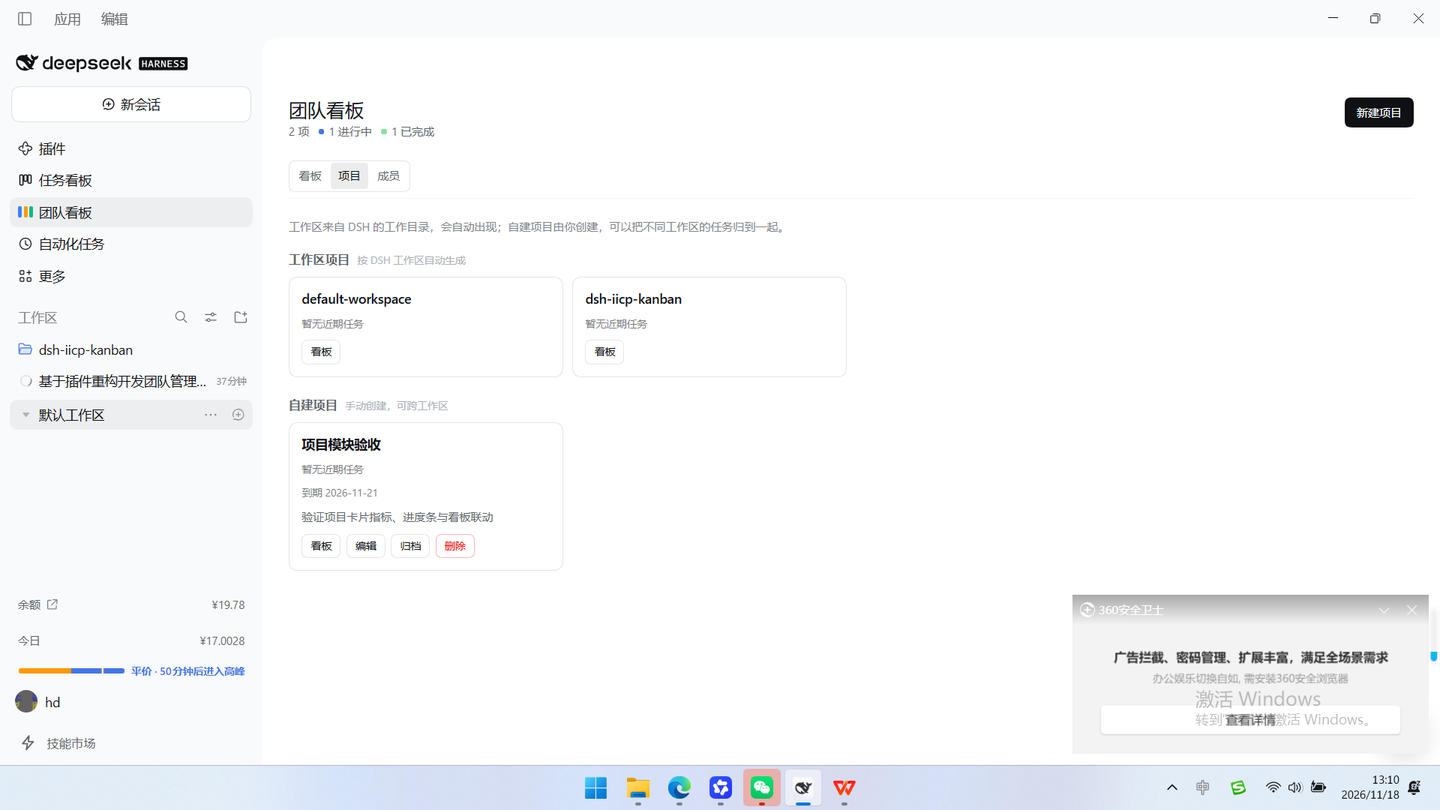 应用 编辑
deepseek HARNESS
新会话
插件
任务看板
团队看板
自动化任务
更多
工作区
dsh-iicp-kanban
基于插件重构开发团队管理... 37分钟
默认工作区
余额 ¥19.78
今日 ¥17.0028
平价 · 50分钟后进入高峰
hd
技能市场
团队看板
2 项 1 进行中 1 已完成
新建项目
看板 项目 成员
工作区来自 DSH 的工作目录，会自动出现；自建项目由你创建，可以把不同工作区的任务归到一起。
工作区项目 按 DSH 工作区自动生成
default-workspace
暂无近期任务
看板
dsh-iicp-kanban
暂无近期任务
看板
自建项目 手动创建，可跨工作区
项目模块验收
暂无近期任务
到期 2026-11-21
验证项目卡片指标、进度条与看板联动
看板 编辑 归档 删除
360安全卫士
广告拦截、密码管理、扩展丰富，满足全场景需求
办公娱乐切换自如, 需安装360安全浏览器
激活 Windows
查看详情
激活 Windows。
中
13:10
2026/11/18